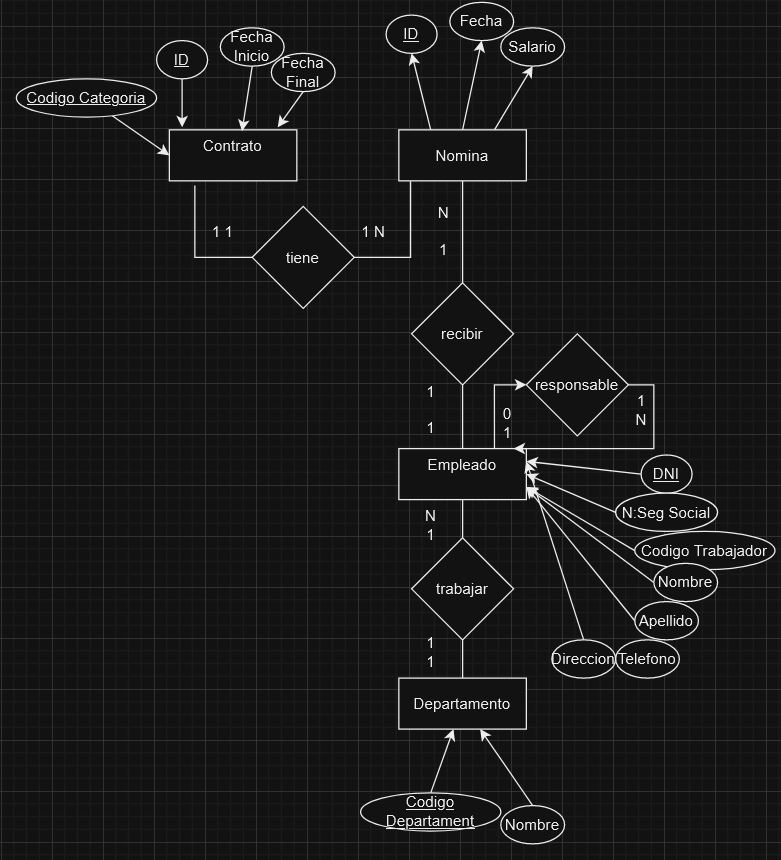 ID
Fecha
Inicio
Fecha
Final
Codigo Categoria
Contrato
ID
Fecha
Salario
Nomina
1 1
tiene
1 N
N
1
recibir
1
1
responsable
0
1
1
N
Empleado
DNI
N:Seg Social
Codigo Trabajador
Nombre
Apellido
Direccion
Telefono
N
1
trabajar
1
1
Departamento
Codigo
Departament
Nombre